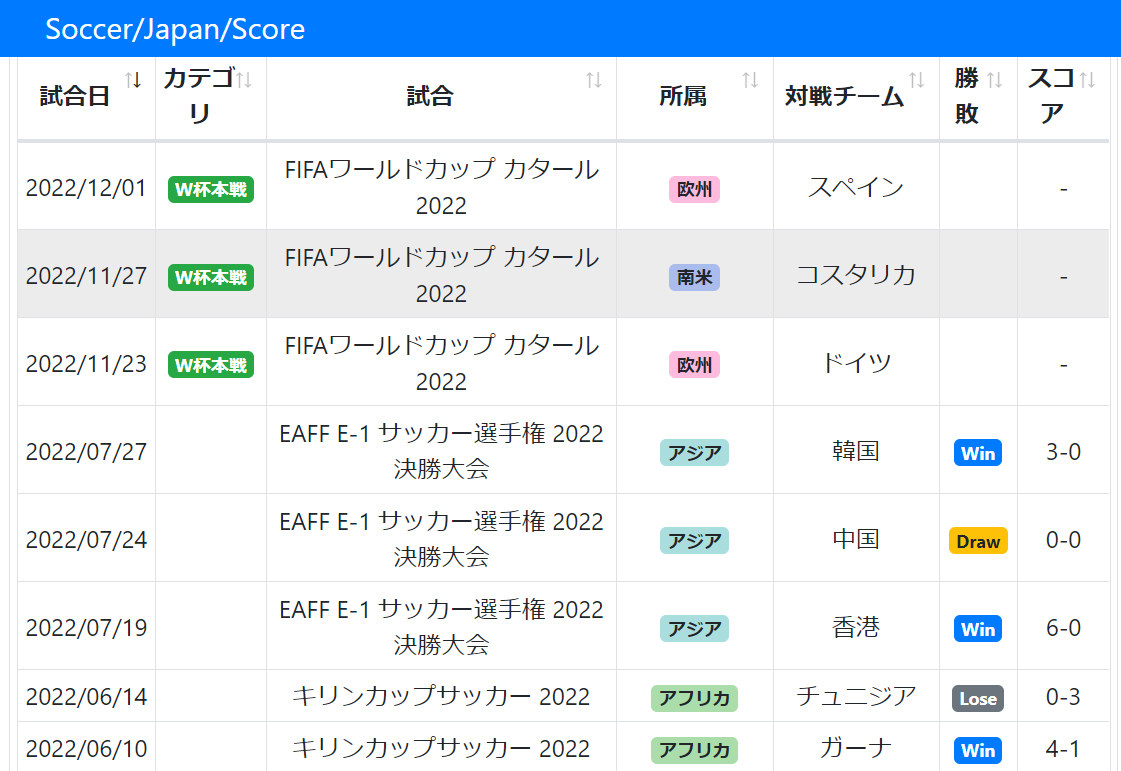 Soccer/Japan/Score
試合日 カテゴリ 試合 所属 対戦チーム 勝敗 スコア
2022/12/01 W杯本戦 FIFAワールドカップ カタール 2022 欧州 スペイン -
2022/11/27 W杯本戦 FIFAワールドカップ カタール 2022 南米 コスタリカ -
2022/11/23 W杯本戦 FIFAワールドカップ カタール 2022 欧州 ドイツ -
2022/07/27 EAFF E-1 サッカー選手権 2022 決勝大会 アジア 韓国 Win 3-0
2022/07/24 EAFF E-1 サッカー選手権 2022 決勝大会 アジア 中国 Draw 0-0
2022/07/19 EAFF E-1 サッカー選手権 2022 決勝大会 アジア 香港 Win 6-0
2022/06/14 キリンカップサッカー 2022 アフリカ チュニジア Lose 0-3
2022/06/10 キリンカップサッカー 2022 アフリカ ガーナ Win 4-1